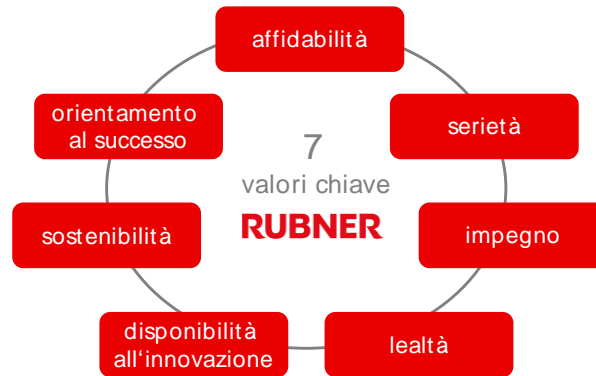 affidabilità
serietà
impegno
lealtà
disponibilità
all'innovazione
sostenibilità
orientamento
al successo
7
valori chiave
RUBNER